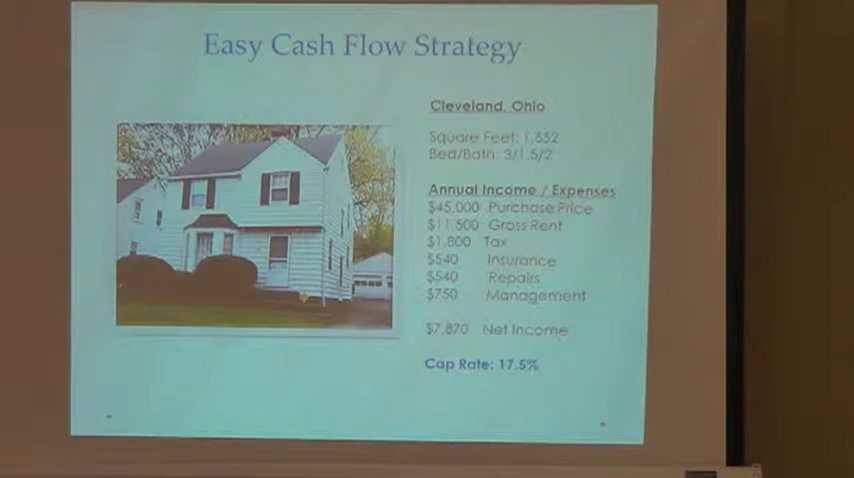 Easy Cash Flow Strategy
Cleveland, Ohio
Square Feet: 1,552
Bed/Bath: 3/1.5/2
Annual Income / Expenses
$45,000 Purchase Price
$11,500 Gross Rent
$1,800 Tax
$540 Insurance
$540 Repairs
$750 Management
$7,870 Net Income
Cap Rate: 17.5%